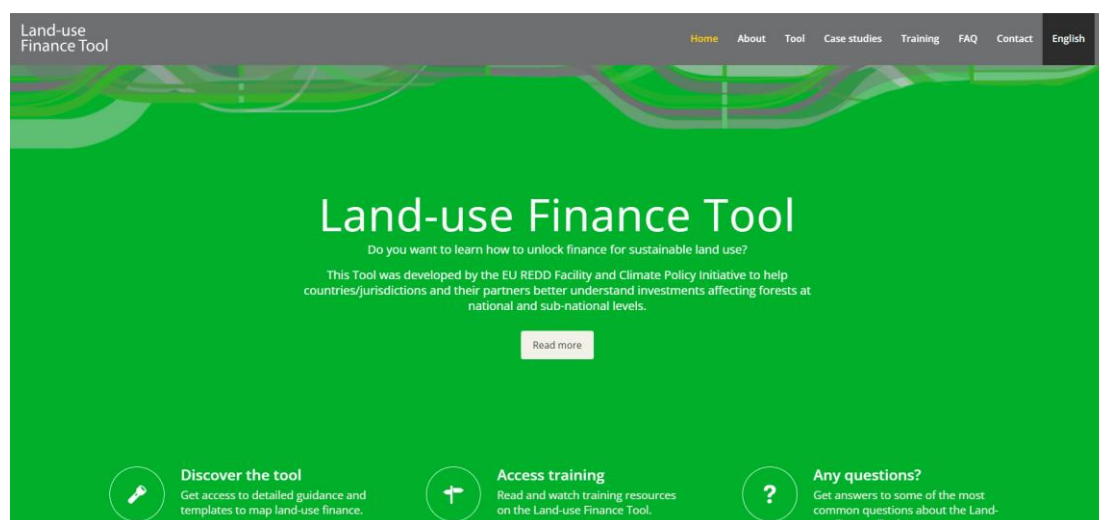 Land-use
Finance Tool
Home About Tool Case studies Training FAQ Contact English
Land-use Finance Tool
Do you want to learn how to unlock finance for sustainable land use?
This Tool was developed by the EU REDD Facility and Climate Policy Initiative to help
countries/jurisdictions and their partners better understand investments affecting forests at
national and sub-national levels.
Read more
Discover the tool
Get access to detailed guidance and
templates to map land-use finance.
Access training
Read and watch training resources
on the Land-use Finance Tool.
Any questions?
Get answers to some of the most
common questions about the Land-